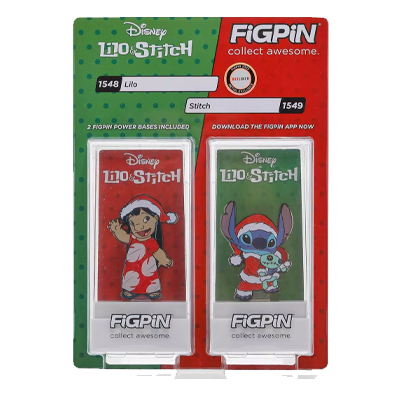 Disney
LiLO & STiTCH
FiGPiN
collect awesome.
1548 Lilo
Stitch 1549
2 FIGPIN POWER BASES INCLUDED
DOWNLOAD THE FIGPIN APP NOW
Disney
LiLO & STiTCH
Disney
LiLO & STiTCH
FiGPiN
collect awesome.
FiGPiN
collect awesome.